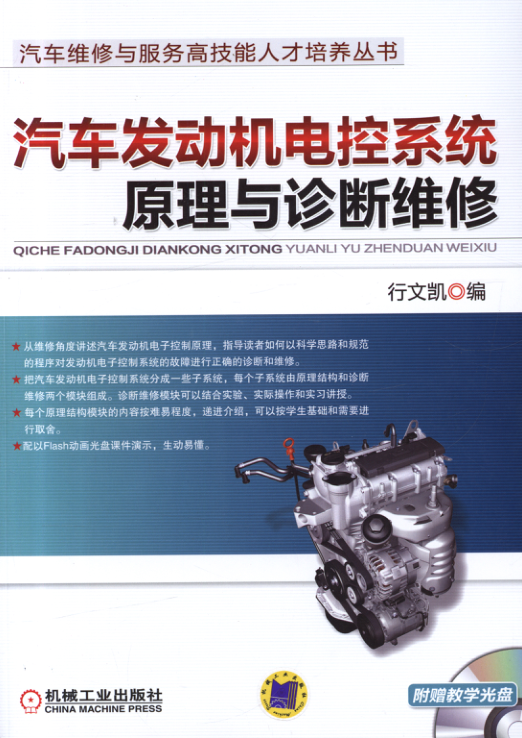 汽车维修与服务高技能人才培养丛书
汽车发动机电控系统
原理与诊断维修
QICHE FADONGJI DIANKONG XITONG YUANLI YU ZHENDUAN WEIXIU
行文凯◎编
★从维修角度讲述汽车发动机电子控制原理，指导读者如何以科学思路和规范
的程序对发动机电子控制系统的故障进行正确的诊断和维修。
★把汽车发动机电子控制系统分成一些子系统，每个子系统由原理结构和诊断
维修两个模块组成。诊断维修模块可以结合实验、实际操作和实习讲授。
★每个原理结构模块的内容按难易程度，递进介绍，可以按学生基础和需要进
行取舍。
★配以Flash动画光盘课件演示，生动易懂。
机械工业出版社
CHINA MACHINE PRESS
附赠教学光盘